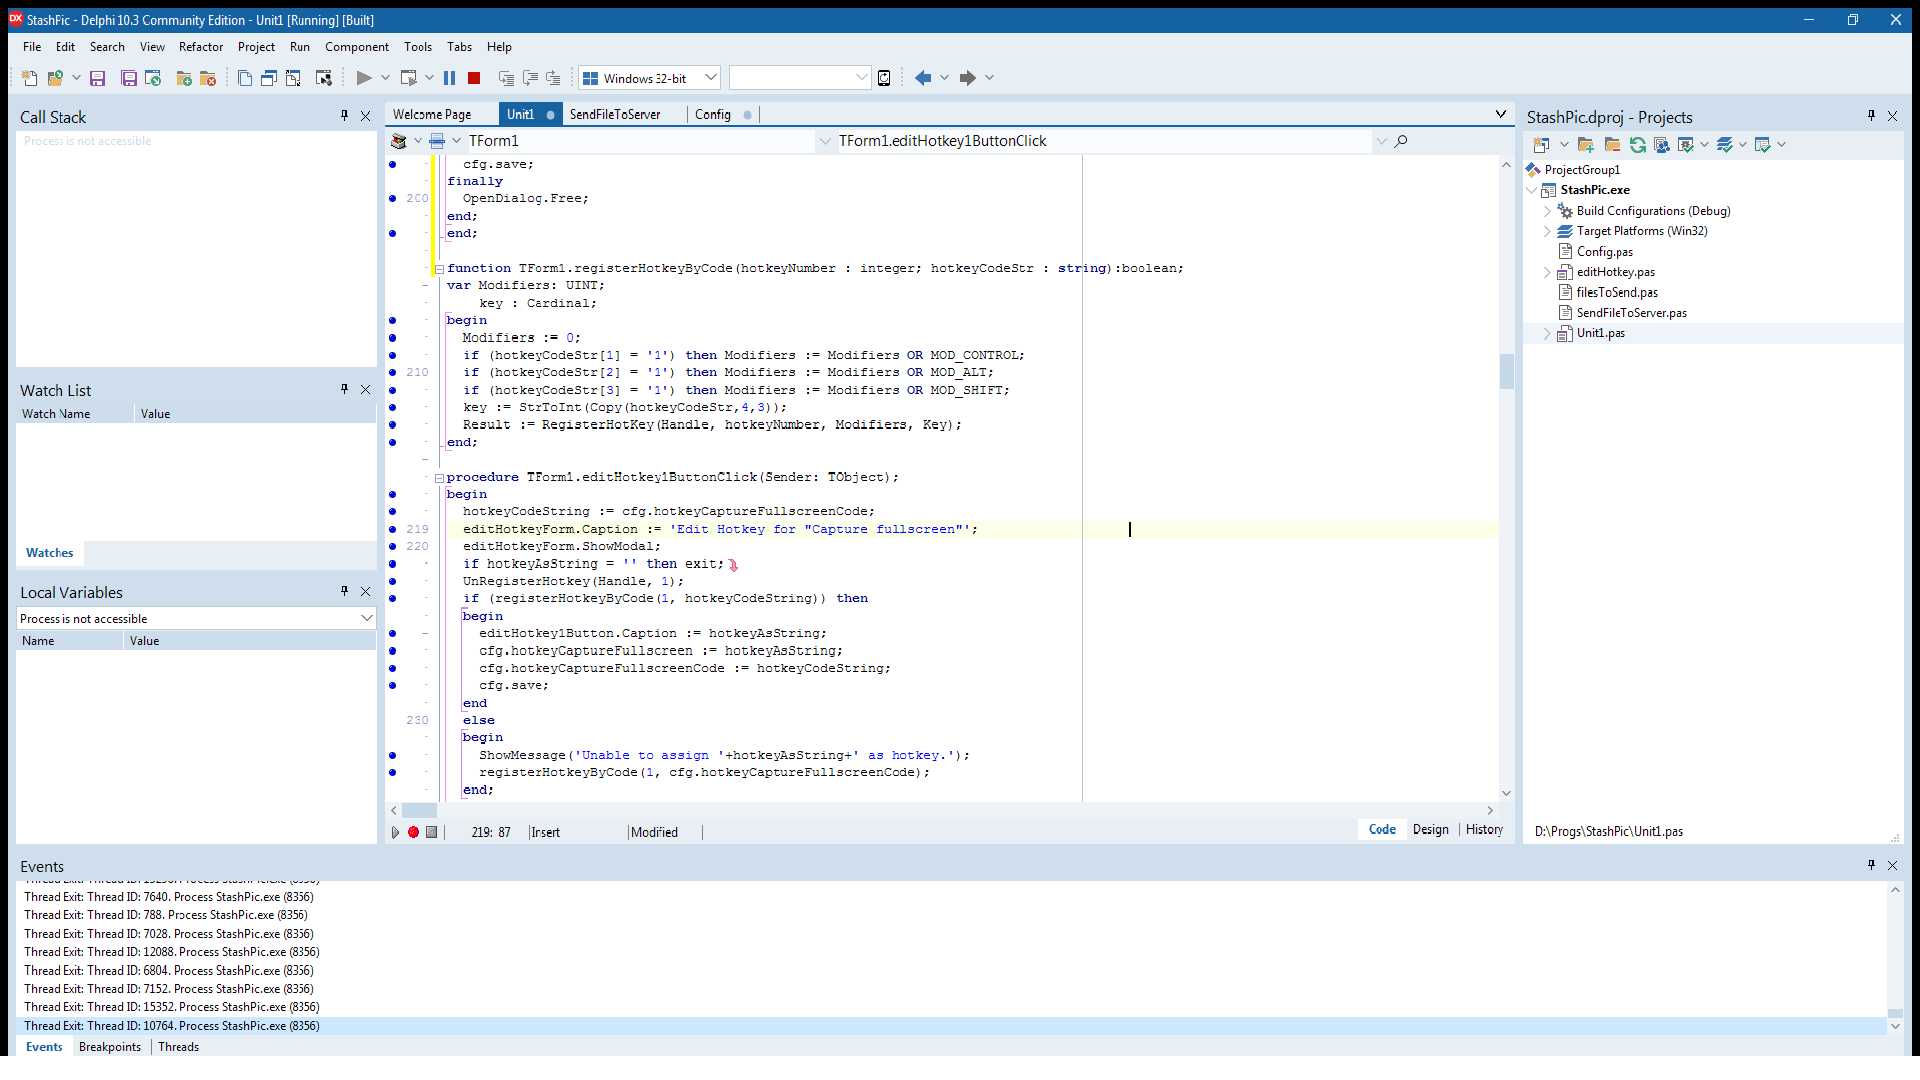 StashPic - Delphi 10.3 Community Edition - Unit1 [Running] [Built]
File Edit Search View Refactor Project Run Component Tools Tabs Help
Windows 32-bit
Call Stack
Process is not accessible
Watch List
Watch Name Value
Watches
Local Variables
Process is not accessible
Name Value
Welcome Page Unit1 SendFileToServer Config
TForm1 TForm1.editHotkey1ButtonClick
cfg.save;
finally
200 OpenDialog.Free;
end;
end;
function TForm1.registerHotkeyByCode(hotkeyNumber : integer; hotkeyCodeStr : string):boolean;
var Modifiers: UINT;
key : Cardinal;
begin
Modifiers := 0;
if (hotkeyCodeStr[1] = '1') then Modifiers := Modifiers OR MOD_CONTROL;
210 if (hotkeyCodeStr[2] = '1') then Modifiers := Modifiers OR MOD_ALT;
if (hotkeyCodeStr[3] = '1') then Modifiers := Modifiers OR MOD_SHIFT;
key := StrToInt(Copy(hotkeyCodeStr,4,3));
Result := RegisterHotKey(Handle, hotkeyNumber, Modifiers, Key);
end;
procedure TForm1.editHotkey1ButtonClick(Sender: TObject);
begin
hotkeyCodeString := cfg.hotkeyCaptureFullscreenCode;
219 editHotkeyForm.Caption := 'Edit Hotkey for "Capture fullscreen"';
220 editHotkeyForm.ShowModal;
if hotkeyAsString = '' then exit;
UnRegisterHotkey(Handle, 1);
if (registerHotkeyByCode(1, hotkeyCodeString)) then
begin
editHotkey1Button.Caption := hotkeyAsString;
cfg.hotkeyCaptureFullscreen := hotkeyAsString;
cfg.hotkeyCaptureFullscreenCode := hotkeyCodeString;
cfg.save;
end
230 else
begin
ShowMessage('Unable to assign '+hotkeyAsString+' as hotkey.');
registerHotkeyByCode(1, cfg.hotkeyCaptureFullscreenCode);
end;
219: 87 Insert Modified
Code Design History
StashPic.dproj - Projects
ProjectGroup1
StashPic.exe
Build Configurations (Debug)
Target Platforms (Win32)
Config.pas
editHotkey.pas
filesToSend.pas
SendFileToServer.pas
Unit1.pas
D:\Progs\StashPic\Unit1.pas
Events
Thread Exit: Thread ID: 7640. Process StashPic.exe (8356)
Thread Exit: Thread ID: 788. Process StashPic.exe (8356)
Thread Exit: Thread ID: 7028. Process StashPic.exe (8356)
Thread Exit: Thread ID: 12088. Process StashPic.exe (8356)
Thread Exit: Thread ID: 6804. Process StashPic.exe (8356)
Thread Exit: Thread ID: 7152. Process StashPic.exe (8356)
Thread Exit: Thread ID: 15352. Process StashPic.exe (8356)
Thread Exit: Thread ID: 10764. Process StashPic.exe (8356)
Events Breakpoints Threads